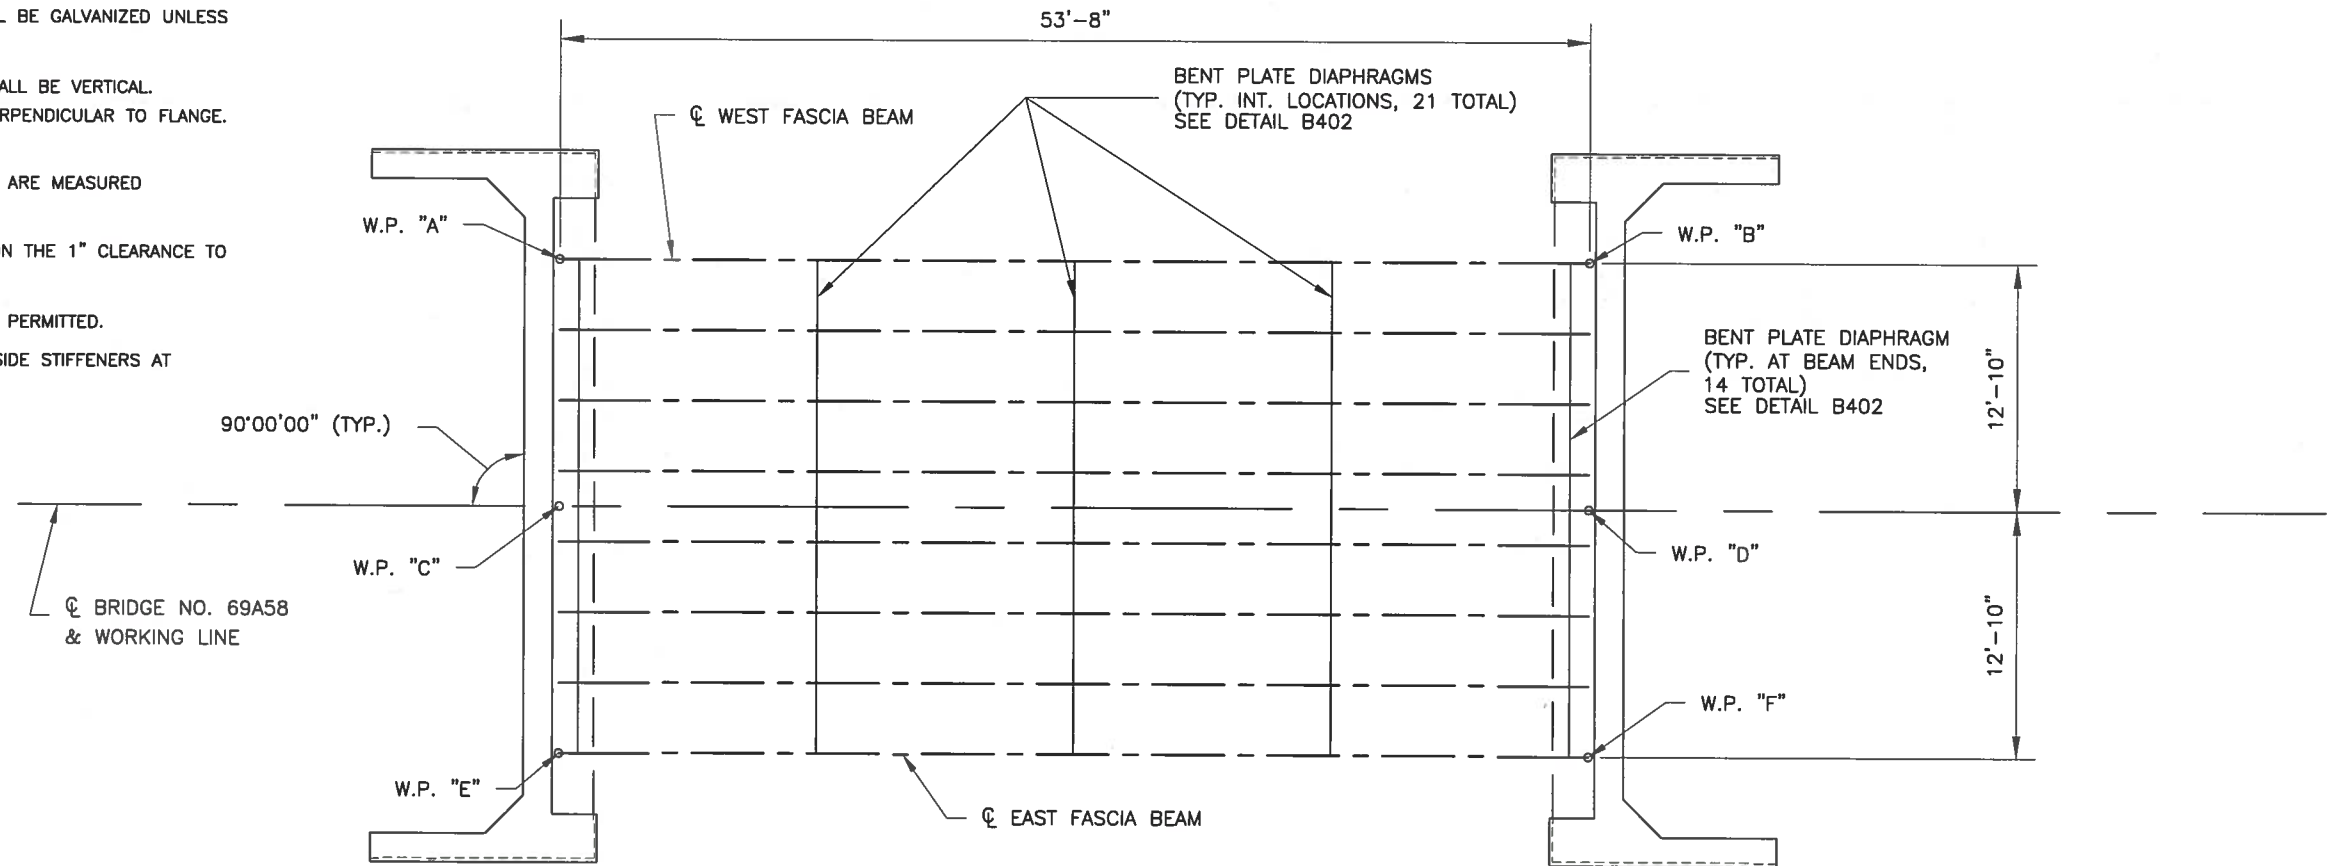 L BE GALVANIZED UNLESS
ALL BE VERTICAL.
RPENDICULAR TO FLANGE.
ARE MEASURED
ON THE 1" CLEARANCE TO
PERMITTED.
SIDE STIFFENERS AT
53'-8"
BENT PLATE DIAPHRAGMS
(TYP. INT. LOCATIONS, 21 TOTAL)
SEE DETAIL B402
℄ WEST FASCIA BEAM
W.P. "A"
W.P. "B"
BENT PLATE DIAPHRAGM
(TYP. AT BEAM ENDS,
14 TOTAL)
SEE DETAIL B402
12'-10"
90°00'00" (TYP.)
W.P. "C"
W.P. "D"
℄ BRIDGE NO. 69A58
& WORKING LINE
12'-10"
W.P. "E"
W.P. "F"
℄ EAST FASCIA BEAM